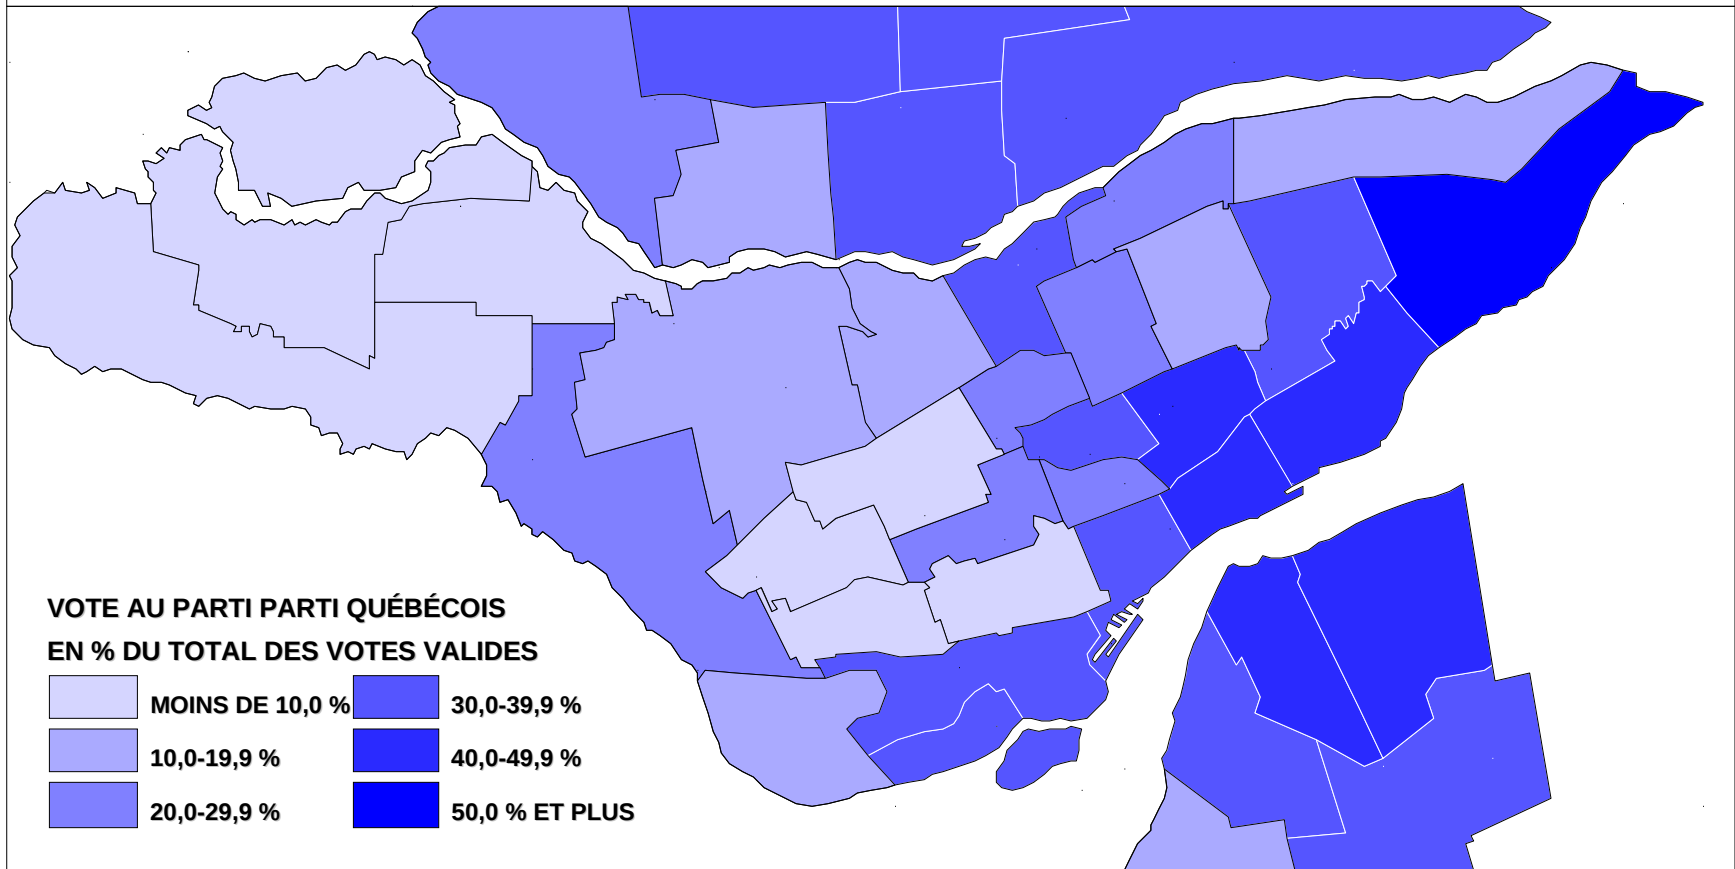 VOTE AU PARTI PARTI QUÉBÉCOIS
EN % DU TOTAL DES VOTES VALIDES
MOINS DE 10,0 %
10,0-19,9 %
20,0-29,9 %
30,0-39,9 %
40,0-49,9 %
50,0 % ET PLUS